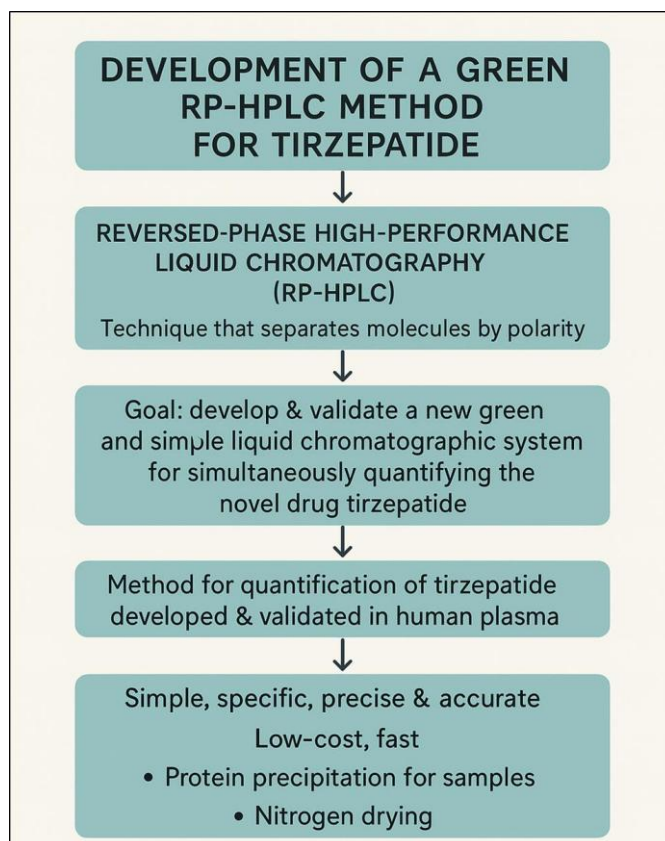 DEVELOPMENT OF A GREEN
RP-HPLC METHOD
FOR TIRZEPATIDE
REVERSED-PHASE HIGH-PERFORMANCE
LIQUID CHROMATOGRAPHY
(RP-HPLC)
Technique that separates molecules by polarity
Goal: develop & validate a new green
and simple liquid chromatographic system
for simultaneously quantifying the
novel drug tirzepatide
Method for quantification of tirzepatide
developed & validated in human plasma
Simple, specific, precise & accurate
Low-cost, fast
• Protein precipitation for samples
• Nitrogen drying